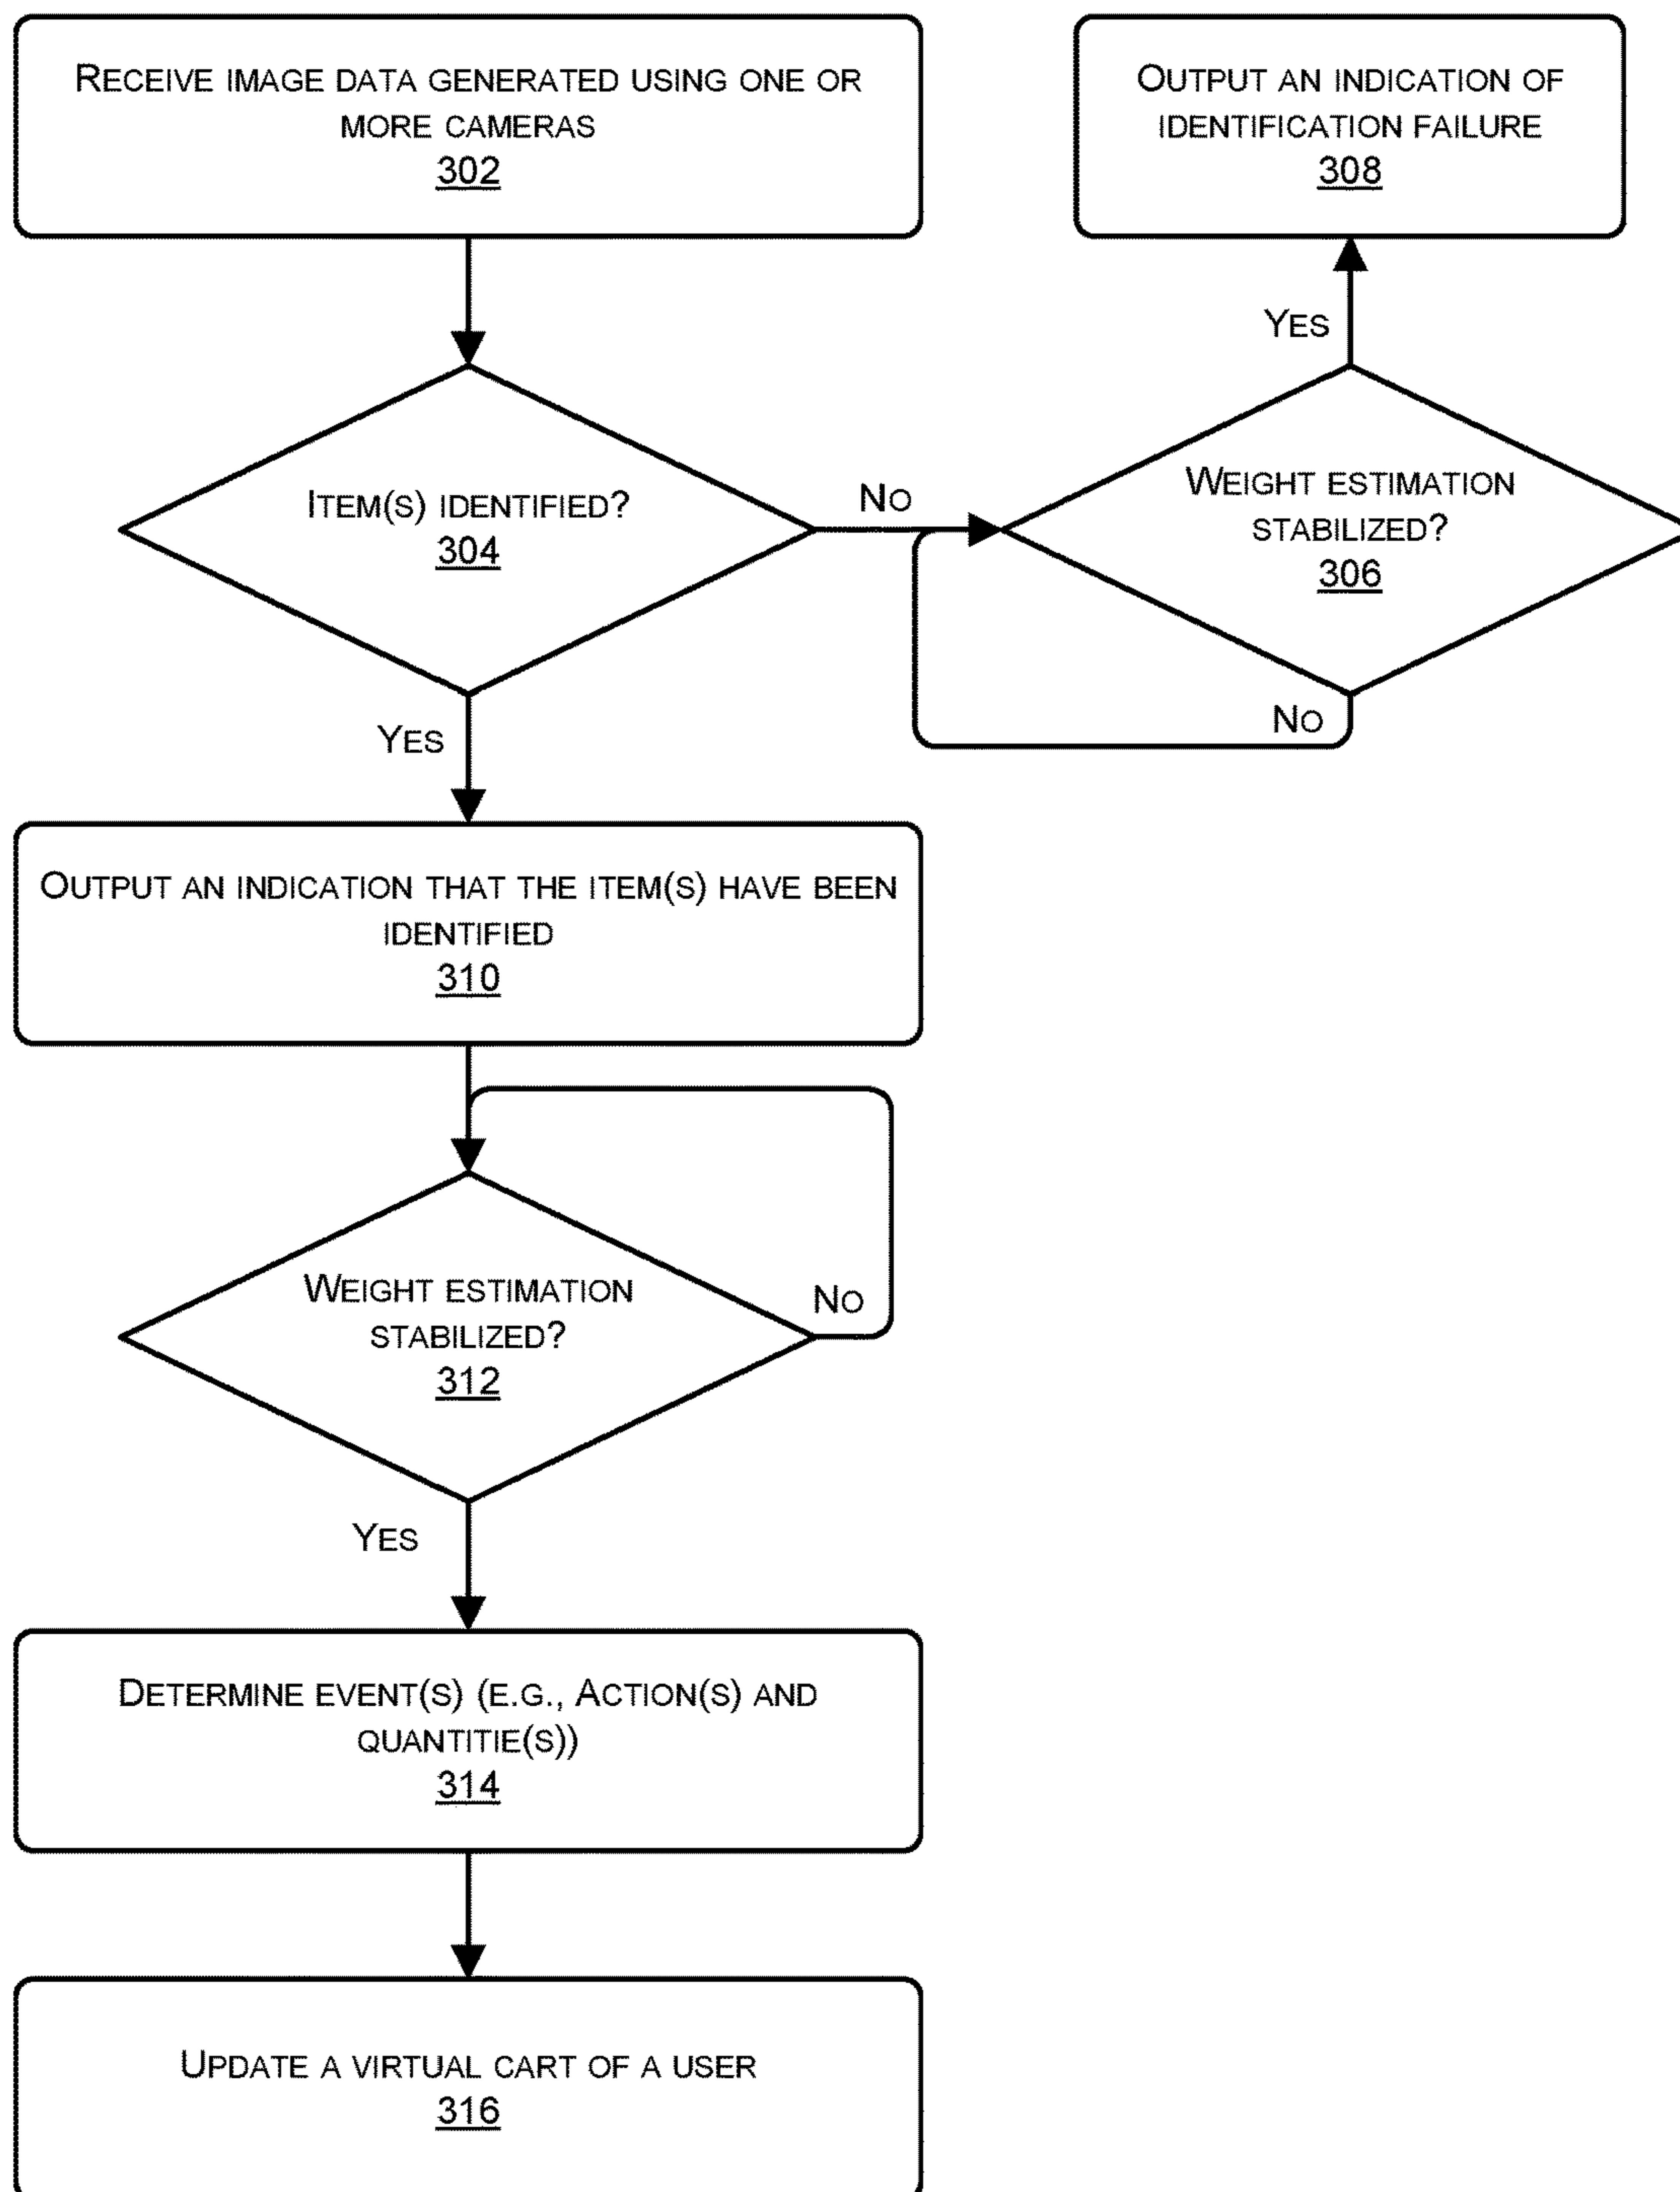 RECEIVE IMAGE DATA GENERATED USING ONE OR
MORE CAMERAS
302
OUTPUT AN INDICATION OF
IDENTIFICATION FAILURE
308
YES
ITEM(S) IDENTIFIED?
304
NO
WEIGHT ESTIMATION
STABILIZED?
306
NO
YES
OUTPUT AN INDICATION THAT THE ITEM(S) HAVE BEEN
IDENTIFIED
310
WEIGHT ESTIMATION
STABILIZED?
312
NO
YES
DETERMINE EVENT(S) (E.G., ACTION(S) AND
QUANTITIE(S))
314
UPDATE A VIRTUAL CART OF A USER
316